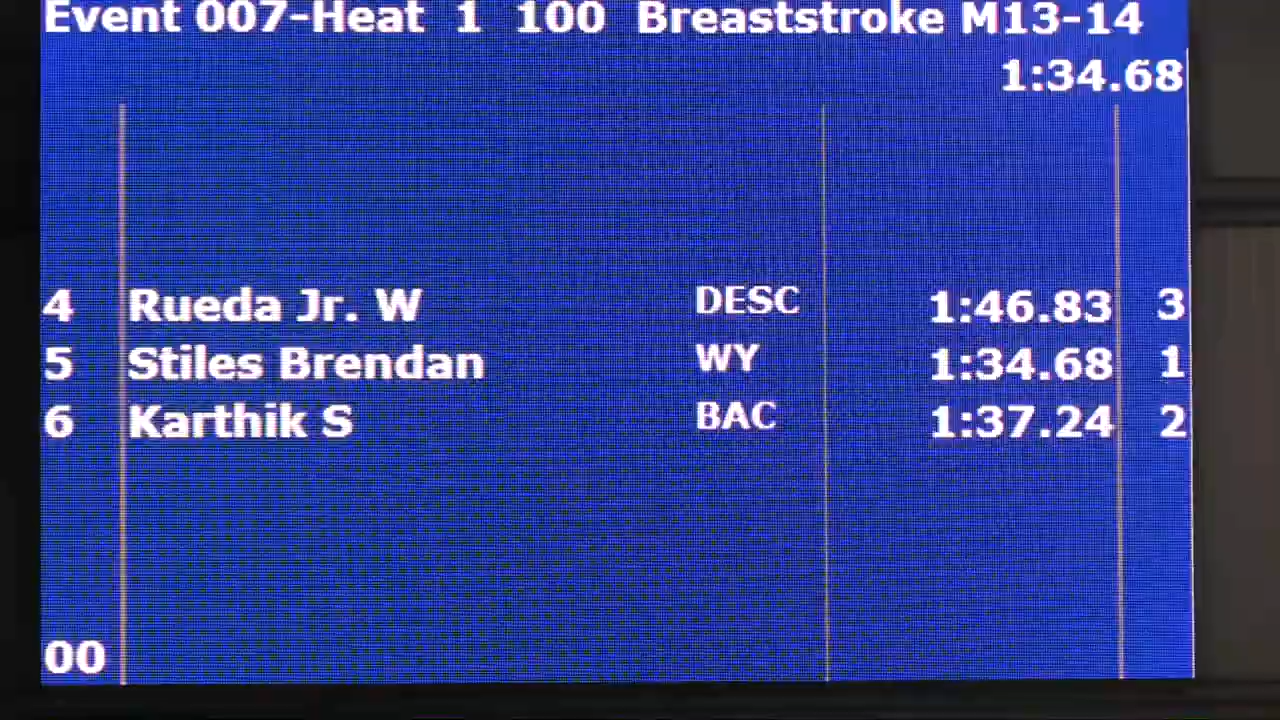 Event 007-Heat 1 100 Breaststroke M13-14
1:34.68
4 Rueda Jr. W DESC 1:46.83 3
5 Stiles Brendan WY 1:34.68 1
6 Karthik S BAC 1:37.24 2
00